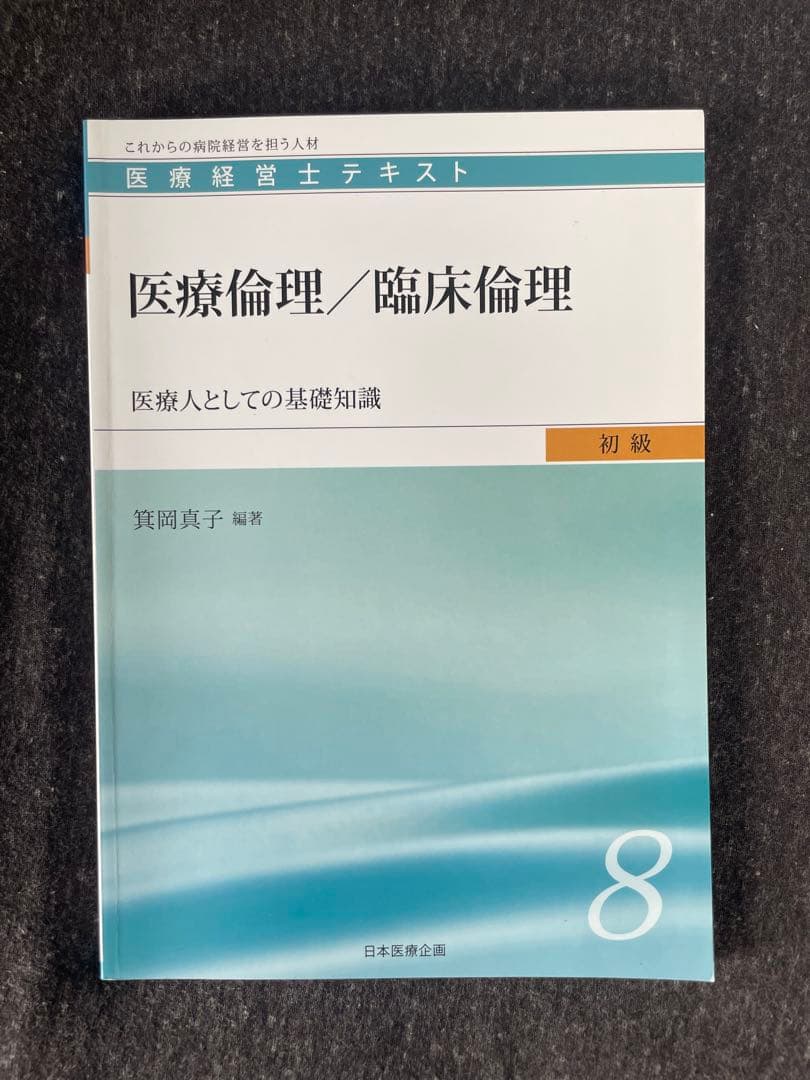 これからの病院経営を担う人材
医療経営士テキスト
医療倫理／臨床倫理
医療人としての基礎知識
初級
箕岡真子 編著
8
日本医療企画